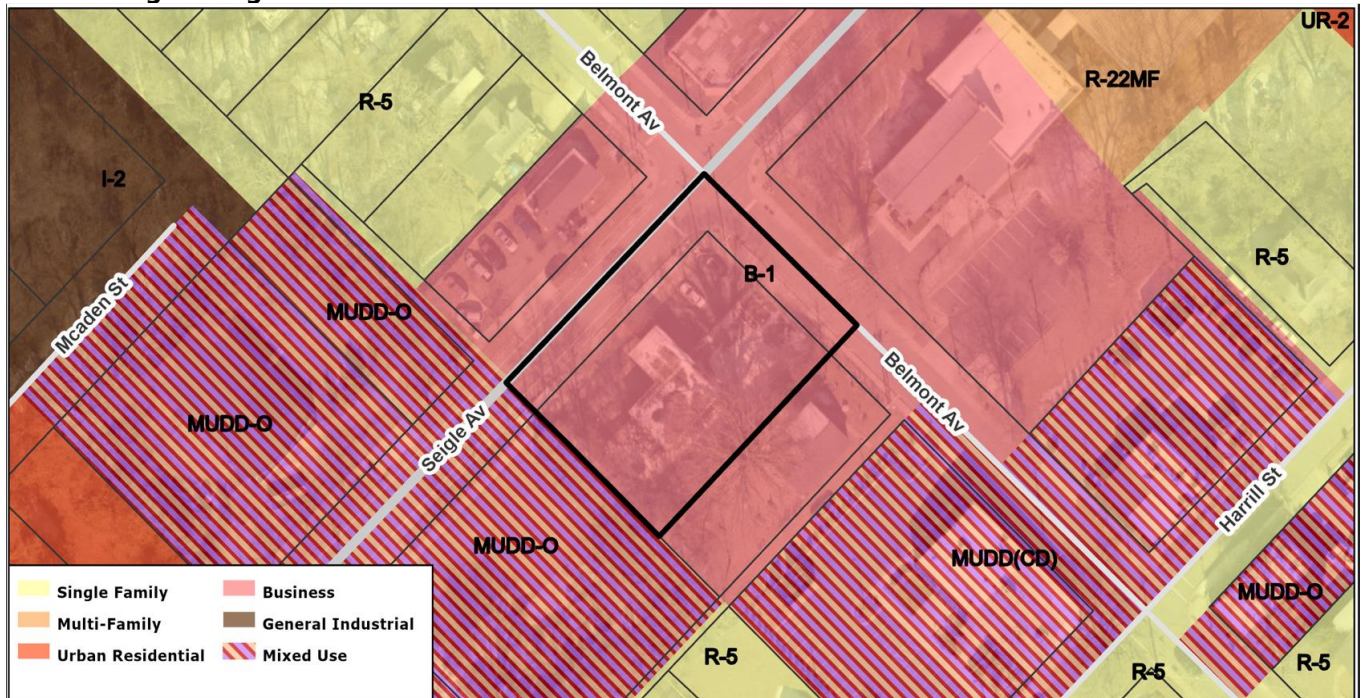 UR-2
Belmont Av
R-22MF
R-5
I-2
R-5
B-1
Mcaden St
MUDD-O
Belmont Av
MUDD-O
Seigle Av
Harrill St
MUDD-O
MUDD(CD)
MUDD-O
R-5
R-5
R-5
Single Family
Business
Multi-Family
General Industrial
Urban Residential
Mixed Use